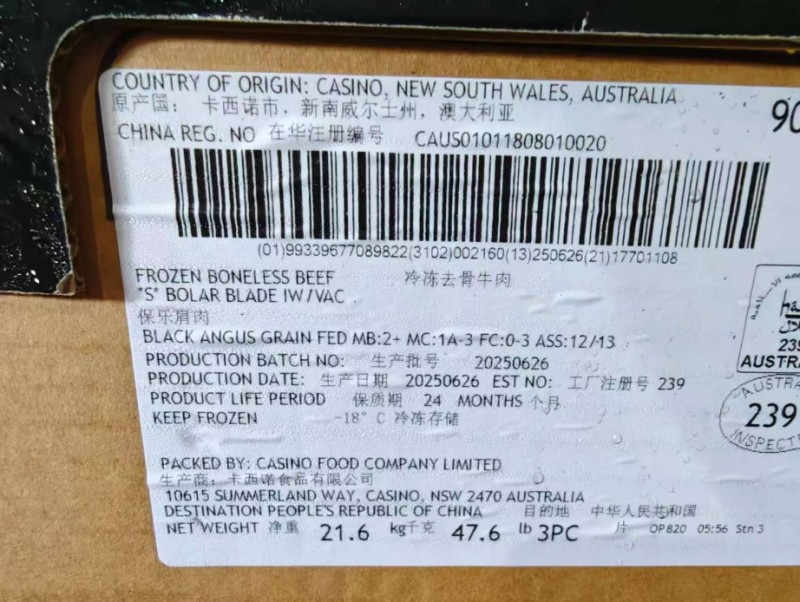 COUNTRY OF ORIGIN: CASINO, NEW SOUTH WALES, AUSTRALIA
原产国: 卡西诺市, 新南威尔士州, 澳大利亚
90
CHINA REG. NO 在华注册编号 CAUS01011808010020
(01)99339677089822(3102)002160(13)250626(21)17701108
FROZEN BONELESS BEEF 冷冻去骨牛肉
"S" BOLAR BLADE IW/VAC
保乐肩肉
BLACK ANGUS GRAIN FED MB:2+ MC:1A-3 FC:0-3 ASS:12/13
PRODUCTION BATCH NO: 生产批号 20250626
PRODUCTION DATE: 生产日期 20250626 EST NO: 工厂注册号 239
PRODUCT LIFE PERIOD 保质期 24 MONTHS 个月
KEEP FROZEN -18° C 冷冻存储
239
AUSTRA
AUSTRA
239
INSPECT
PACKED BY: CASINO FOOD COMPANY LIMITED
生产商: 卡西诺食品有限公司
10615 SUMMERLAND WAY, CASINO, NSW 2470 AUSTRALIA
DESTINATION PEOPLE'S REPUBLIC OF CHINA 目的地 中华人民共和国
NET WEIGHT 净重 21.6 kg千克 47.6 lb 3PC 片 OP820 05:56 Stn 3